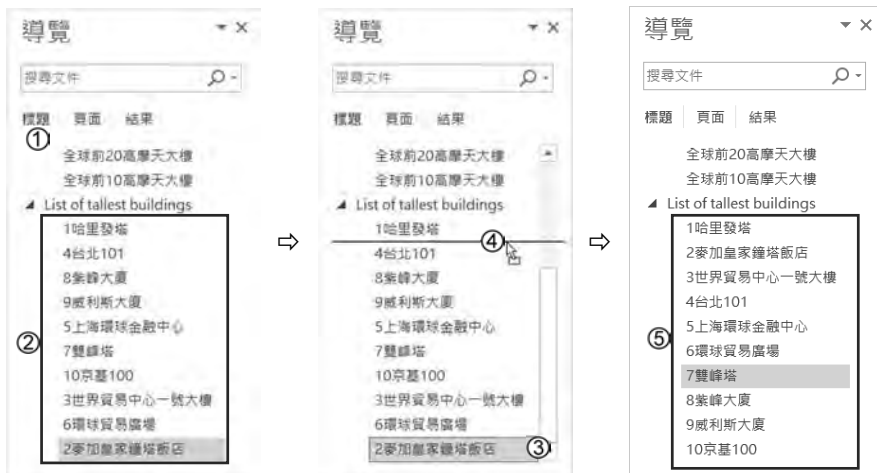 導覽
搜尋文件
標題 頁面 結果
①
全球前20高摩天大樓
全球前10高摩天大樓
List of tallest buildings
②
1哈里發塔
4台北101
8紫峰大廈
9威利斯大廈
5上海環球金融中心
7雙峰塔
10京基100
3世界貿易中心一號大樓
6環球貿易廣場
2麥加皇家鐘塔飯店
導覽
搜尋文件
標題 頁面 結果
全球前20高摩天大樓
全球前10高摩天大樓
List of tallest buildings
1哈里發塔
④
4台北101
8紫峰大廈
9威利斯大廈
5上海環球金融中心
7雙峰塔
10京基100
3世界貿易中心一號大樓
6環球貿易廣場
2麥加皇家鐘塔飯店
③
導覽
搜尋文件
標題 頁面 結果
全球前20高摩天大樓
全球前10高摩天大樓
List of tallest buildings
⑤
1哈里發塔
2麥加皇家鐘塔飯店
3世界貿易中心一號大樓
4台北101
5上海環球金融中心
6環球貿易廣場
7雙峰塔
8紫峰大廈
9威利斯大廈
10京基100